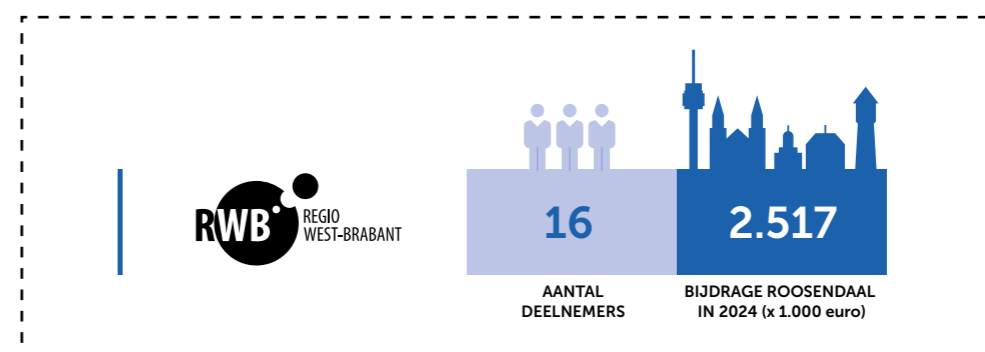 RWB
REGIO
WEST-BRABANT
16
AANTAL
DEELNEMERS
2.517
BIJDRAGE ROOSENDAAL
IN 2024 (x 1.000 euro)